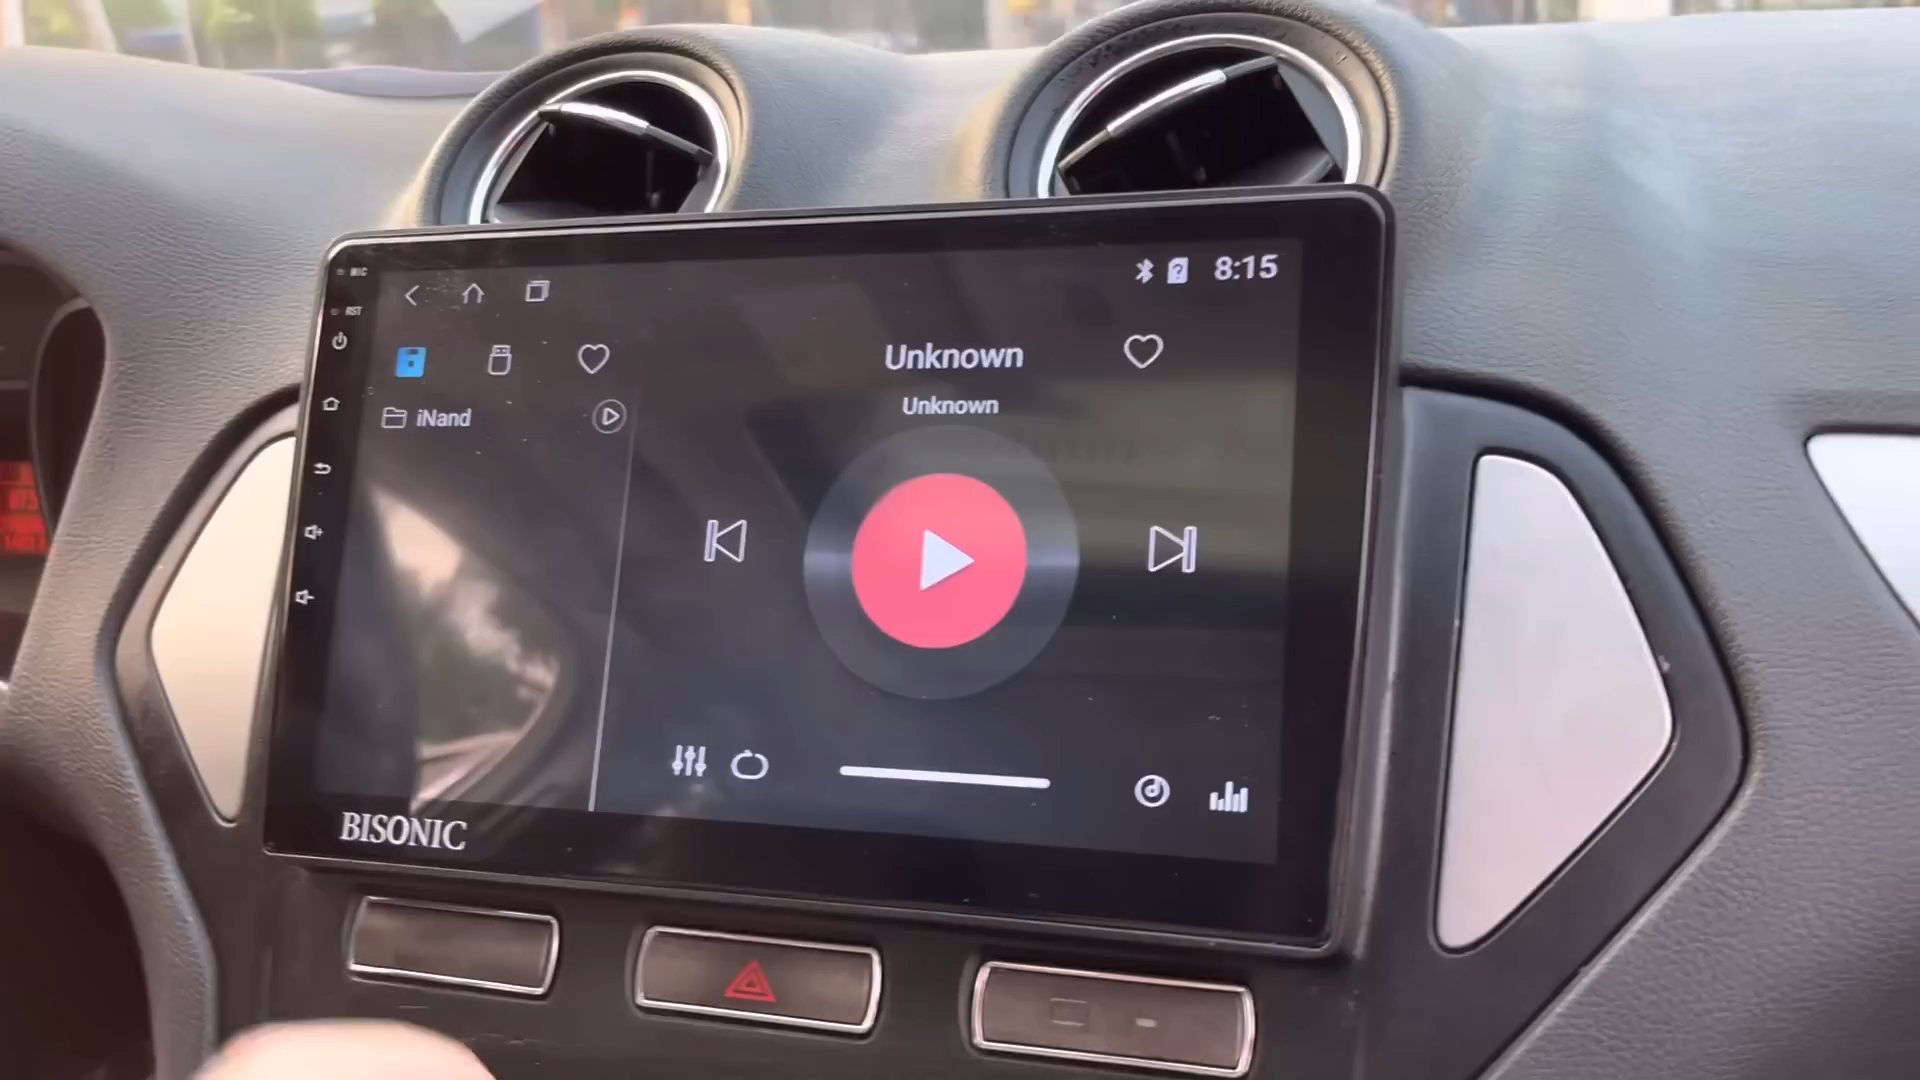 MIC
8:15
RST
Unknown
Unknown
iNand
BISONIC